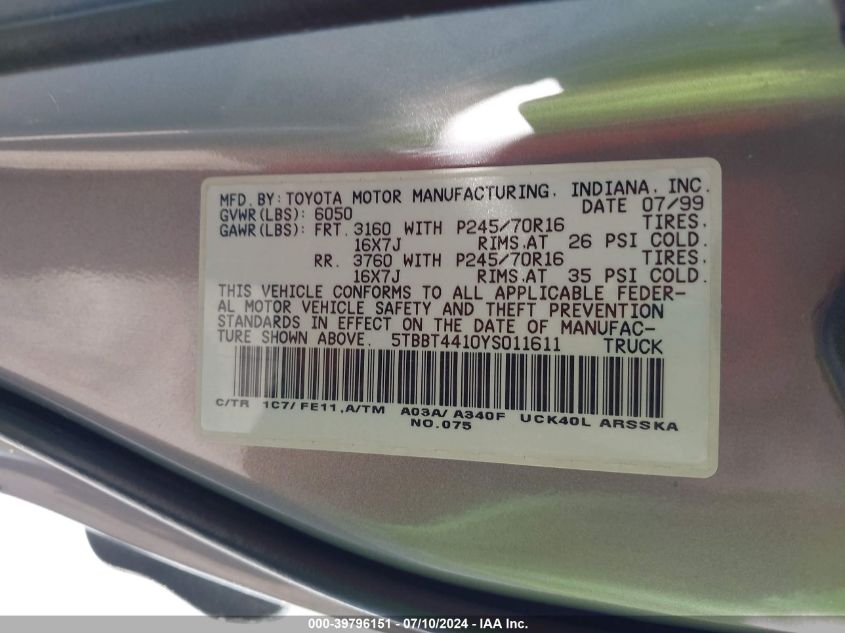 MFD. BY: TOYOTA MOTOR MANUFACTURING, INDIANA, INC.
GVWR(LBS): 6050 DATE 07/99
GAWR(LBS): FRT. 3160 WITH P245/70R16 TIRES,
16X7J RIMS,AT 26 PSI COLD.
RR. 3760 WITH P245/70R16 TIRES,
16X7J RIMS,AT 35 PSI COLD.
THIS VEHICLE CONFORMS TO ALL APPLICABLE FEDER-
AL MOTOR VEHICLE SAFETY AND THEFT PREVENTION
STANDARDS IN EFFECT ON THE DATE OF MANUFAC-
TURE SHOWN ABOVE. 5TBBT4410YS011611 TRUCK
C/TR 1C7/FE11,A/TM A03A/A340F UCK40L ARSSKA
NO.075
000-39796151 - 07/10/2024 - IAA Inc.